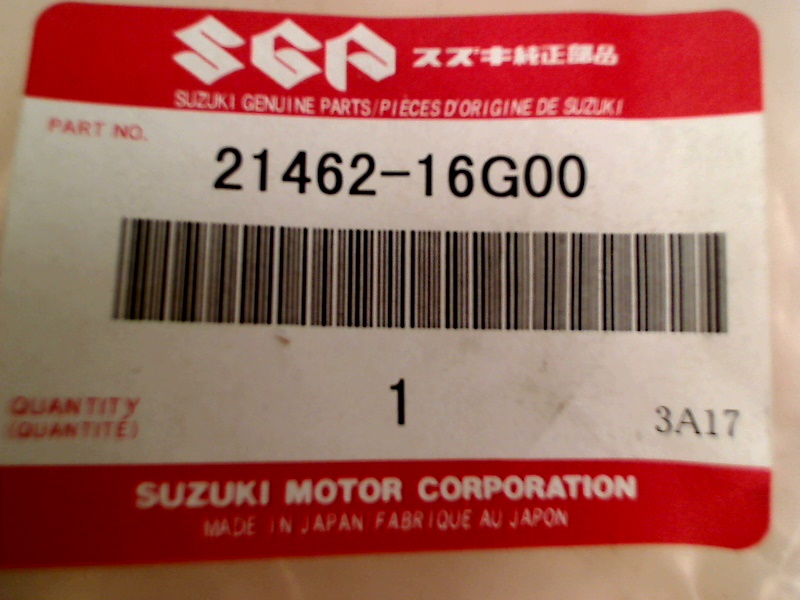 SGP スズキ純正部品
SUZUKI GENUINE PARTS/PIÈCES D'ORIGINE DE SUZUKI
PART NO.
21462-16G00
1
QUANTITY
(QUANTITÉ)
3A17
SUZUKI MOTOR CORPORATION
MADE IN JAPAN FABRIQUE AU JAPON